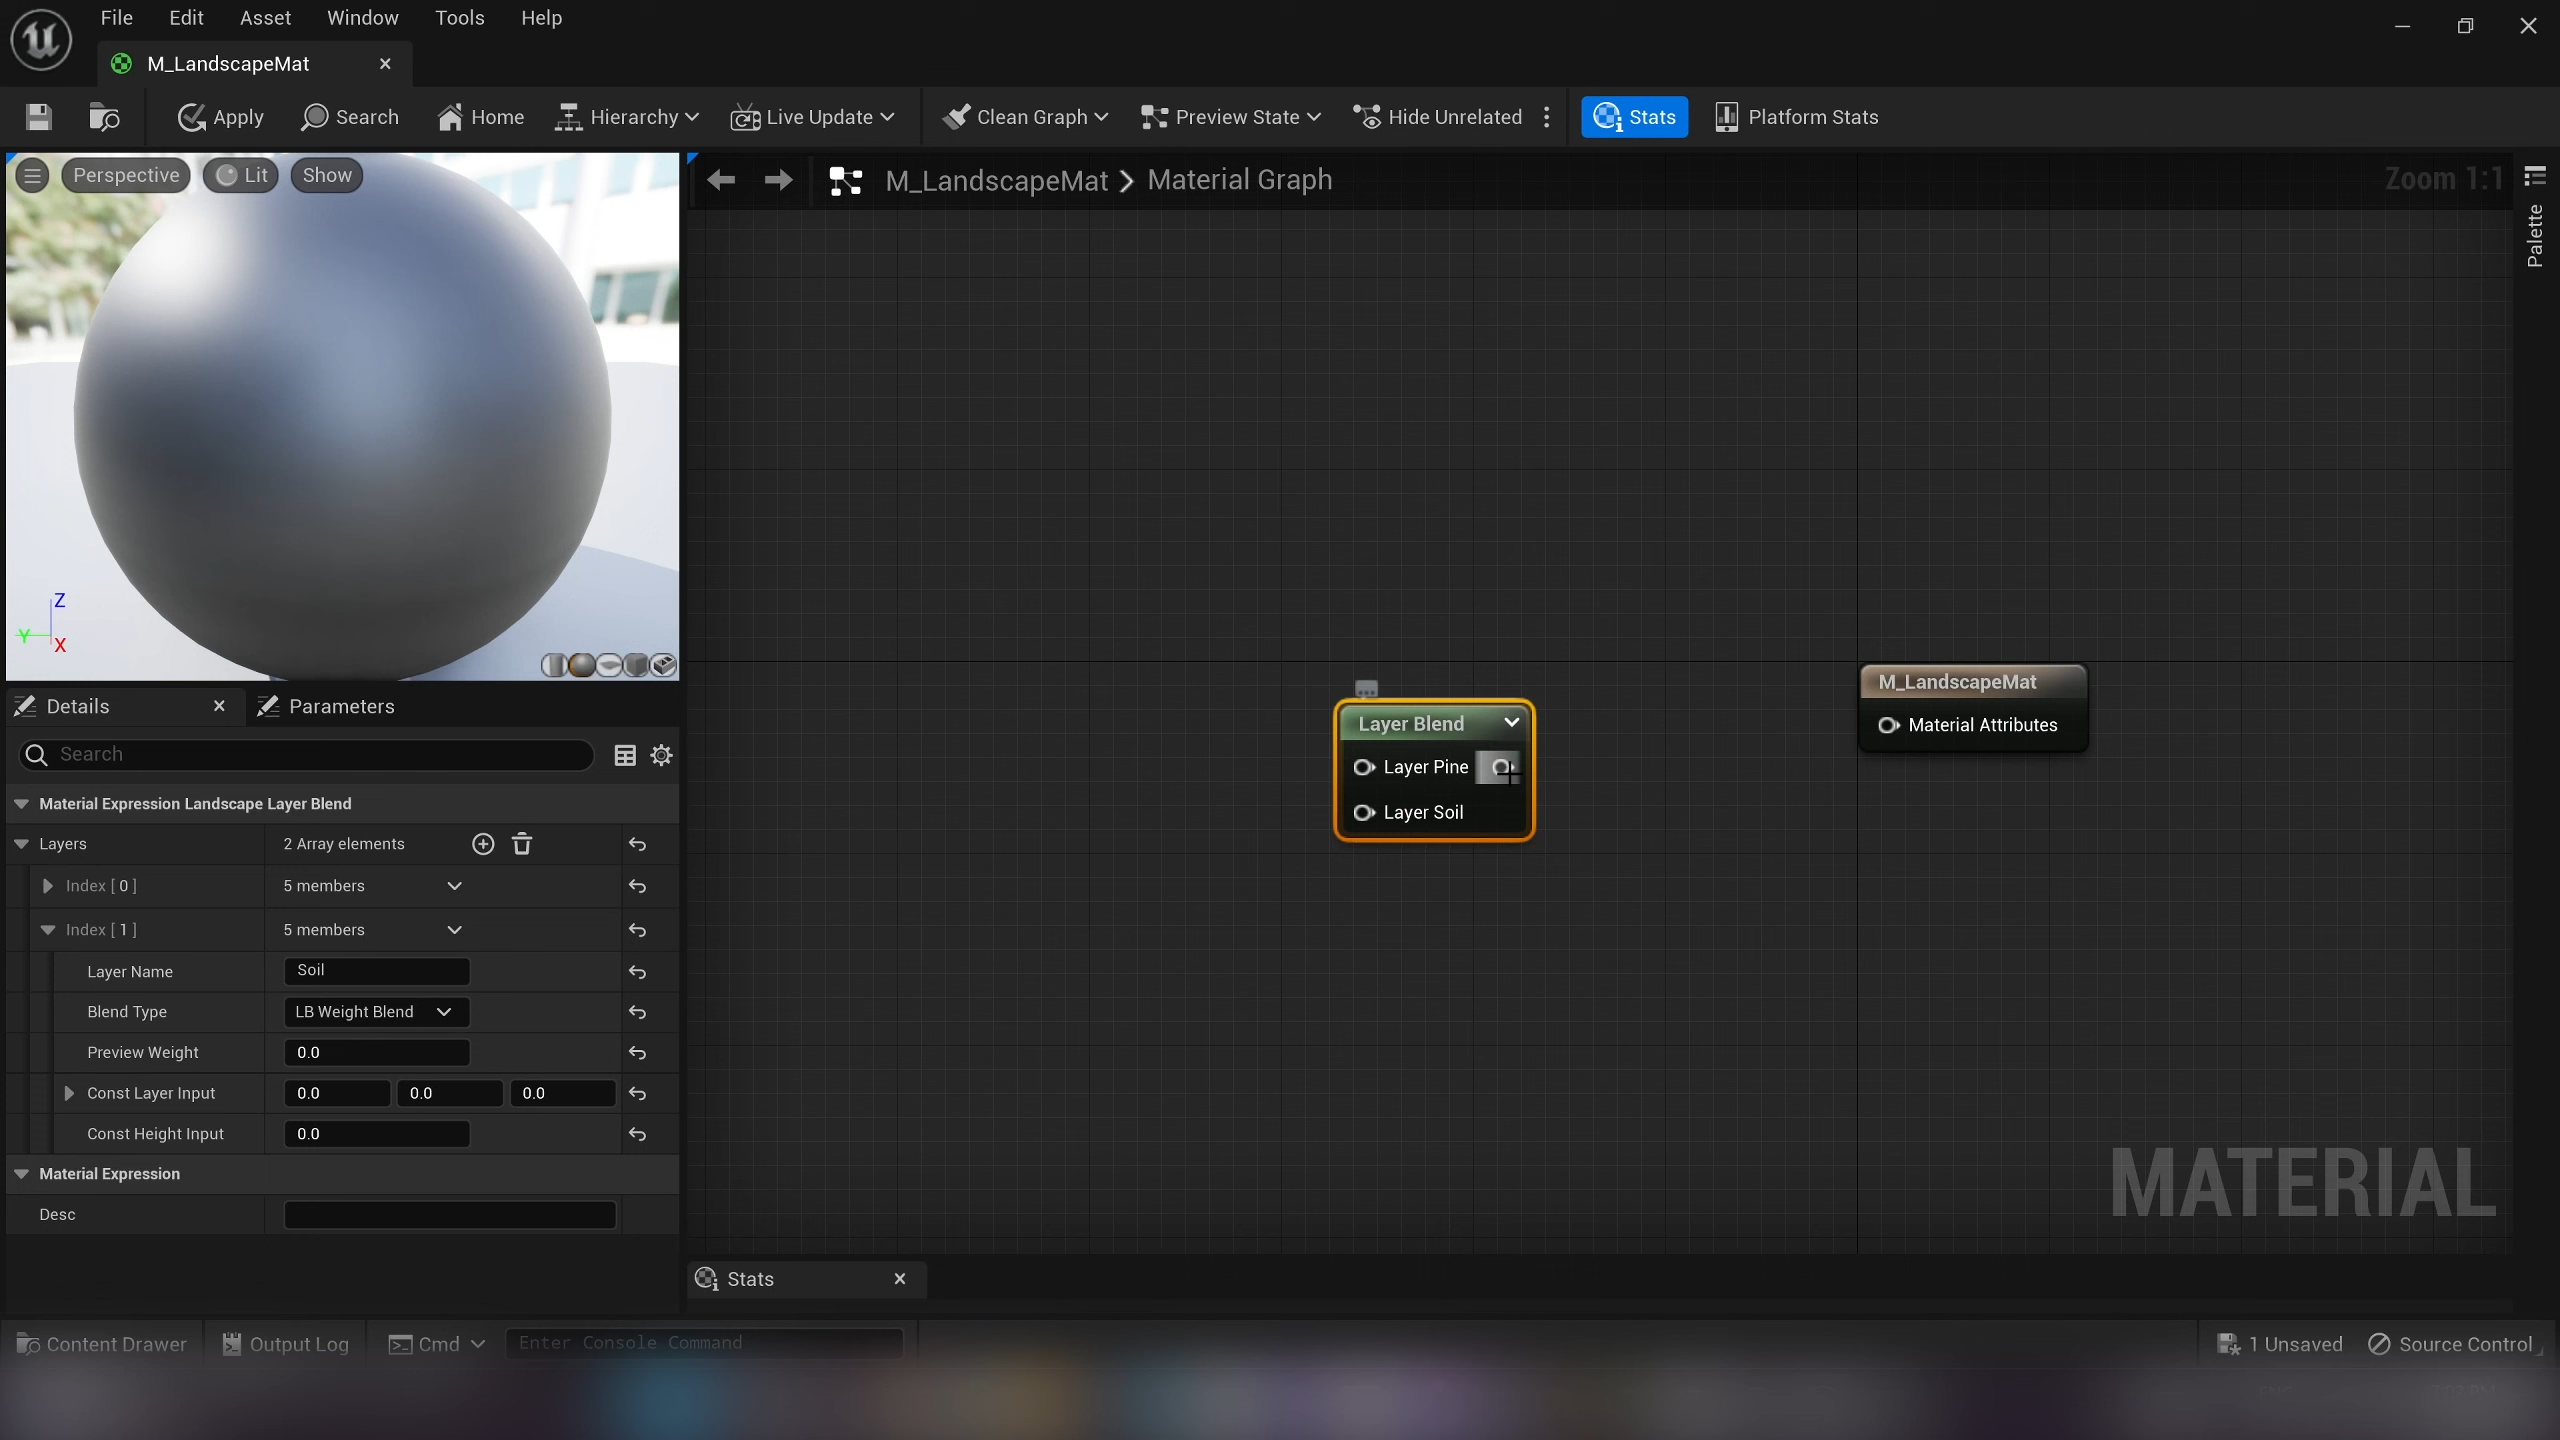 File Edit Asset Window Tools Help
M_LandscapeMat
Apply Search Home Hierarchy Live Update Clean Graph Preview State Hide Unrelated Stats Platform Stats
Perspective Lit Show
M_LandscapeMat > Material Graph
Zoom 1:1
Palette
Z
Y
X
M_LandscapeMat
Material Attributes
Layer Blend
Layer Pine
Layer Soil
Details Parameters
Search
Material Expression Landscape Layer Blend
Layers 2 Array elements
Index [ 0 ] 5 members
Index [ 1 ] 5 members
Layer Name Soil
Blend Type LB Weight Blend
Preview Weight 0.0
Const Layer Input 0.0 0.0 0.0
Const Height Input 0.0
Material Expression
Desc
MATERIAL
Stats
Content Drawer Output Log Cmd Enter Console Command 1 Unsaved Source Control